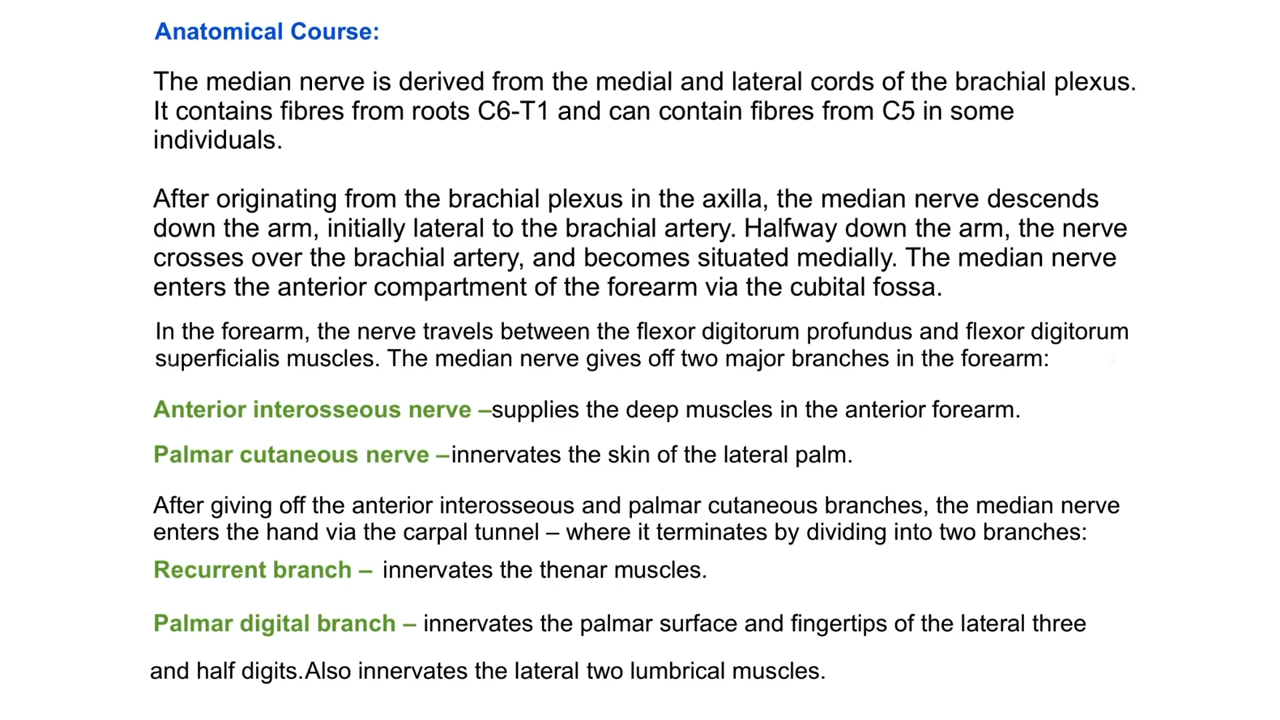 Anatomical Course:
The median nerve is derived from the medial and lateral cords of the brachial plexus.
It contains fibres from roots C6-T1 and can contain fibres from C5 in some
individuals.
After originating from the brachial plexus in the axilla, the median nerve descends
down the arm, initially lateral to the brachial artery. Halfway down the arm, the nerve
crosses over the brachial artery, and becomes situated medially. The median nerve
enters the anterior compartment of the forearm via the cubital fossa.
In the forearm, the nerve travels between the flexor digitorum profundus and flexor digitorum
superficialis muscles. The median nerve gives off two major branches in the forearm:
Anterior interosseous nerve –supplies the deep muscles in the anterior forearm.
Palmar cutaneous nerve –innervates the skin of the lateral palm.
After giving off the anterior interosseous and palmar cutaneous branches, the median nerve
enters the hand via the carpal tunnel – where it terminates by dividing into two branches:
Recurrent branch – innervates the thenar muscles.
Palmar digital branch – innervates the palmar surface and fingertips of the lateral three
and half digits.Also innervates the lateral two lumbrical muscles.